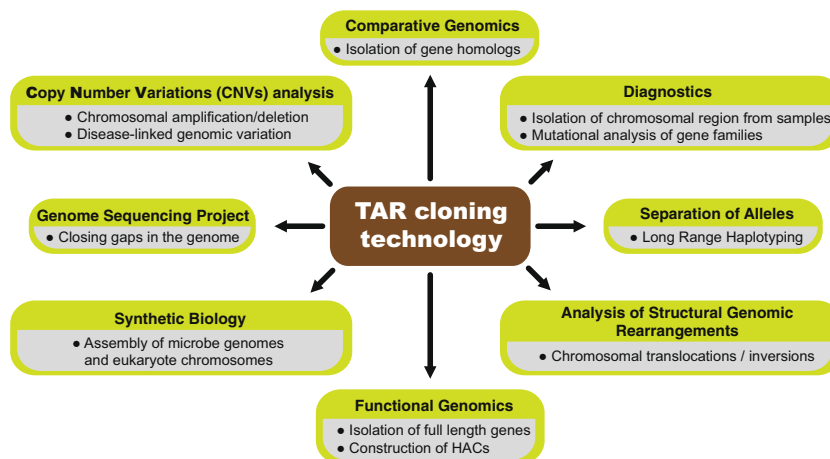 Comparative Genomics
● Isolation of gene homologs
Copy Number Variations (CNVs) analysis
● Chromosomal amplification/deletion
● Disease-linked genomic variation
Diagnostics
● Isolation of chromosomal region from samples
● Mutational analysis of gene families
TAR cloning
technology
Genome Sequencing Project
● Closing gaps in the genome
Separation of Alleles
● Long Range Haplotyping
Synthetic Biology
● Assembly of microbe genomes
and eukaryote chromosomes
Analysis of Structural Genomic
Rearrangements
● Chromosomal translocations / inversions
Functional Genomics
● Isolation of full length genes
● Construction of HACs